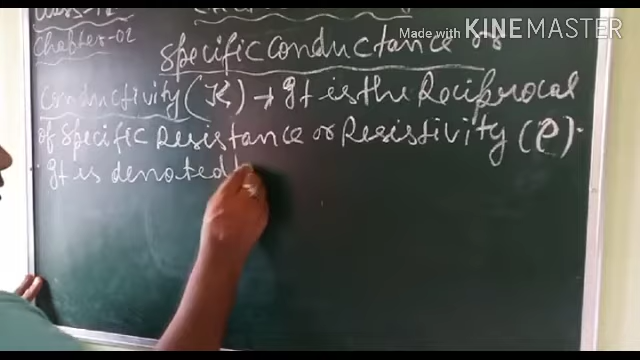 Made with KINEMASTER
Class-12
Chapter-02
Specific Conductance or
Conductivity (K) → It is the Reciprocal
of Specific Resistance or Resistivity (ρ).
It is denoted